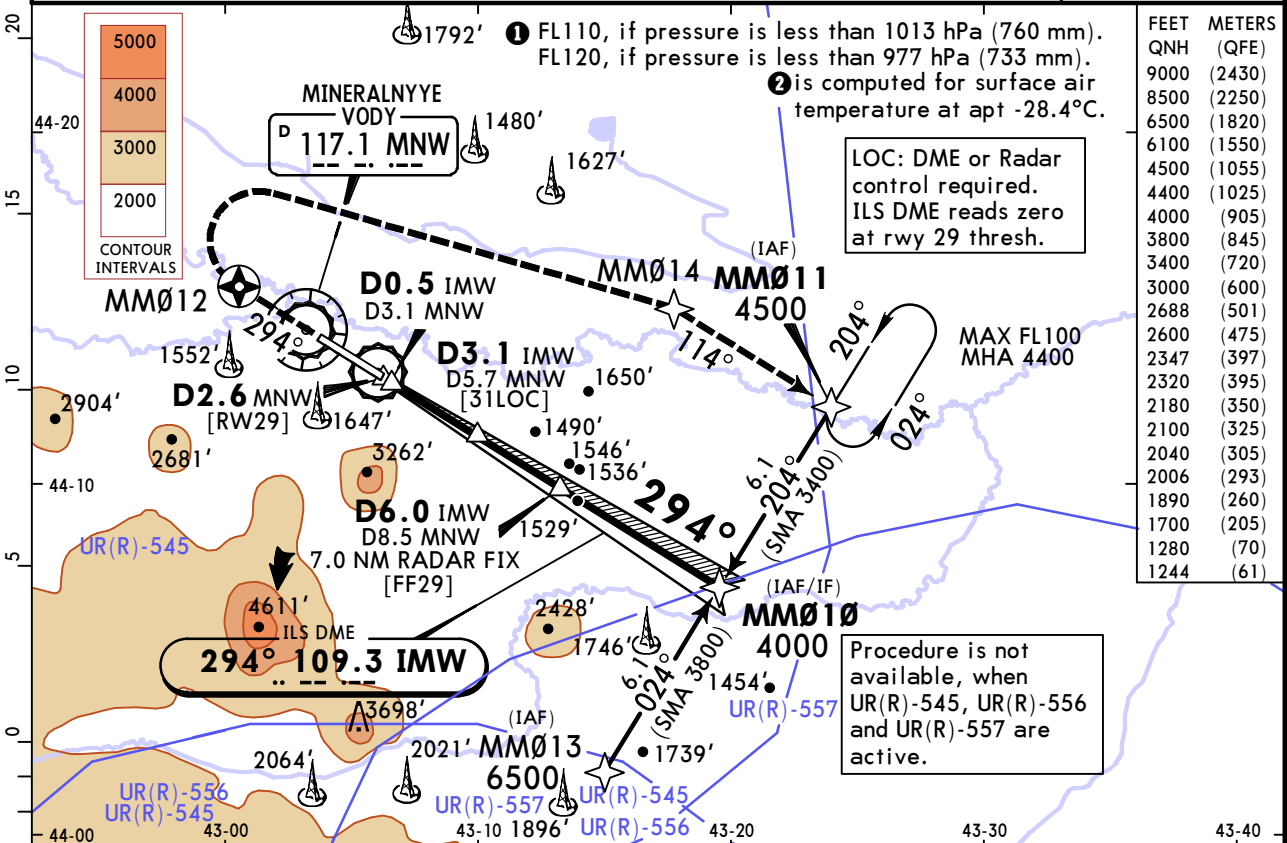 20
15
10
5
0
5000
4000
3000
2000
CONTOUR
INTERVALS
44-20
44-10
44-00
43-00
43-10
43-20
43-30
43-40
1792'
❶ FL110, if pressure is less than 1013 hPa (760 mm).
FL120, if pressure is less than 977 hPa (733 mm).
❷ is computed for surface air
temperature at apt -28.4°C.
MINERALNYYE
VODY
D 117.1 MNW
1480'
1627'
LOC: DME or Radar
control required.
ILS DME reads zero
at rwy 29 thresh.
FEET METERS
QNH (QFE)
9000 (2430)
8500 (2250)
6500 (1820)
6100 (1550)
4500 (1055)
4400 (1025)
4000 (905)
3800 (845)
3400 (720)
3000 (600)
2688 (501)
2600 (475)
2347 (397)
2320 (395)
2180 (350)
2100 (325)
2040 (305)
2006 (293)
1890 (260)
1700 (205)
1280 (70)
1244 (61)
MMØ12
294°
D0.5 IMW
D3.1 MNW
MMØ14
114°
(IAF)
MMØ11
4500
204°
024°
MAX FL100
MHA 4400
1552'
D2.6 MNW
[RW29]
1647'
D3.1 IMW
D5.7 MNW
[31LOC]
1650'
1490'
1546'
1536'
1529'
2904'
2681'
3262'
294°
6.1
204°
(SMA 3400)
D6.0 IMW
D8.5 MNW
7.0 NM RADAR FIX
[FF29]
UR(R)-545
4611'
ILS DME
294° 109.3 IMW
2428'
1746'
(IAF/IF)
MMØ10
4000
6.1
024°
(SMA 3800)
1454'
UR(R)-557
Procedure is not
available, when
UR(R)-545, UR(R)-556
and UR(R)-557 are
active.
3698'
2064'
2021'
(IAF)
MMØ13
6500
1739'
1896'
UR(R)-556
UR(R)-545
UR(R)-557
UR(R)-545
UR(R)-556